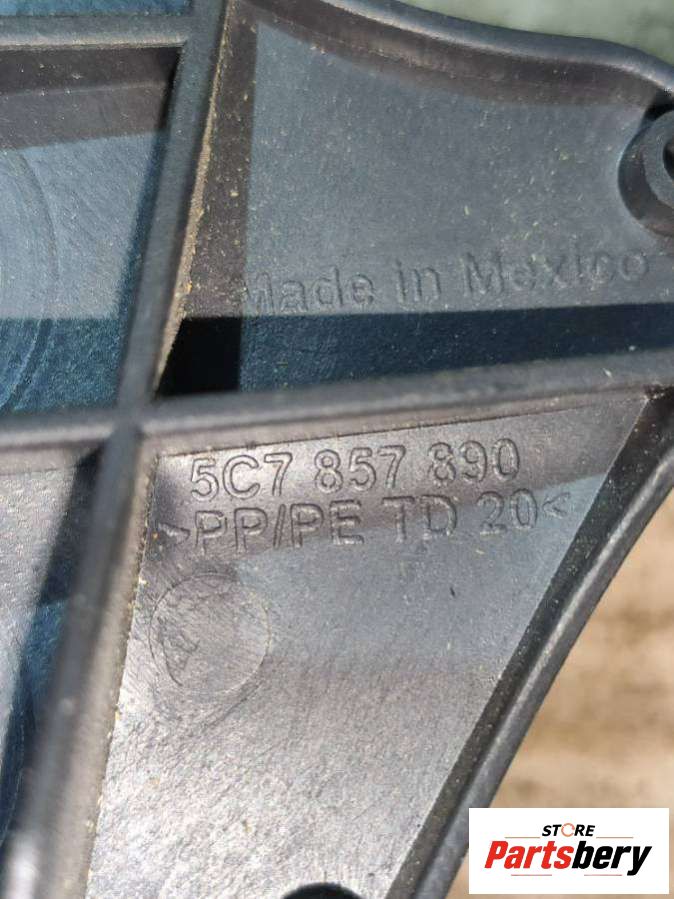 Made in Mexico
5C7 857 890
>PP/PE TD 20<
STORE
Partsbery